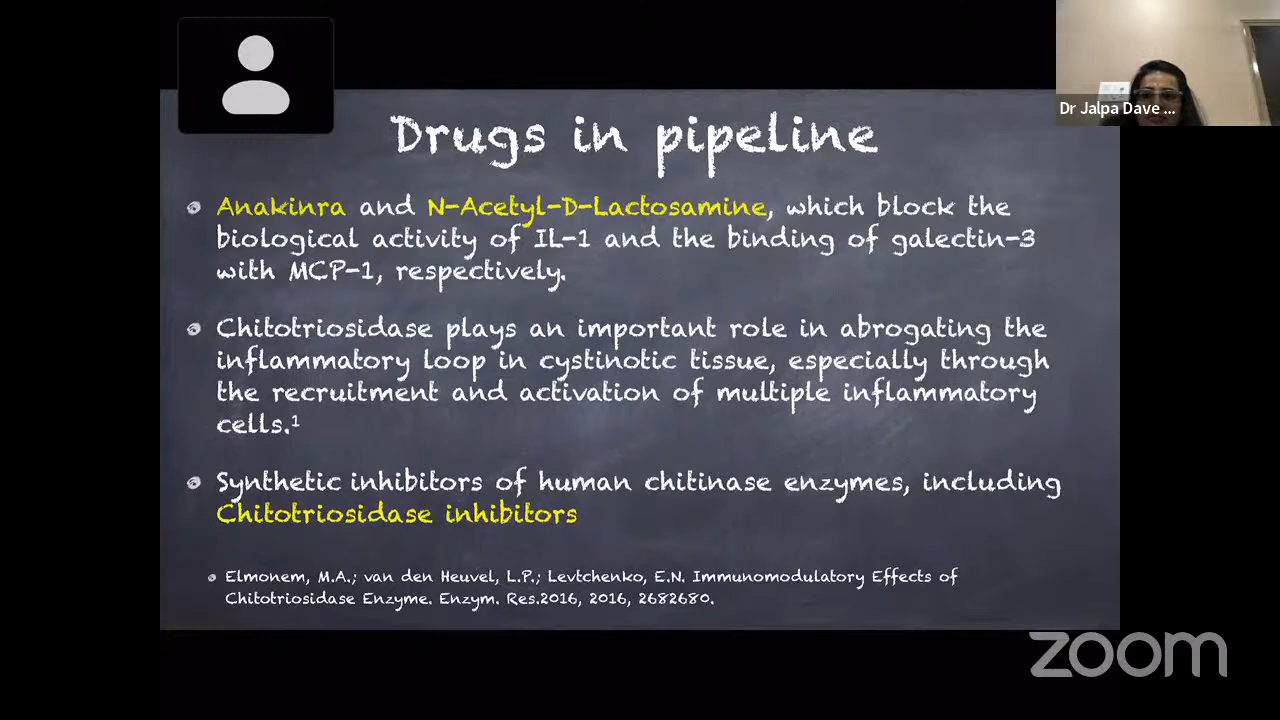 Dr Jalpa Dave ...
Drugs in pipeline
Anakinra and N-Acetyl-D-Lactosamine, which block the
biological activity of IL-1 and the binding of galectin-3
with MCP-1, respectively.
Chitotriosidase plays an important role in abrogating the
inflammatory loop in cystinotic tissue, especially through
the recruitment and activation of multiple inflammatory
cells.¹
Synthetic inhibitors of human chitinase enzymes, including
Chitotriosidase inhibitors
Elmonem, M.A.; van den Heuvel, L.P.; Levtchenko, E.N. Immunomodulatory Effects of
Chitotriosidase Enzyme. Enzym. Res.2016, 2016, 2682680.
zoom